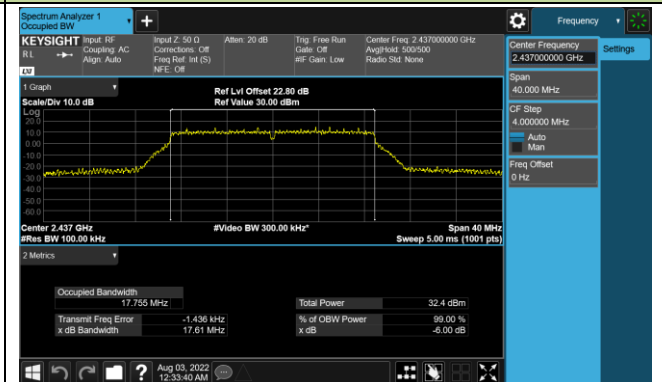 Spectrum Analyzer 1
Occupied BW
+
Frequency
KEYSIGHT
RL
LXI
Input: RF
Coupling: AC
Align: Auto
Input Z: 50 Ω
Corrections: Off
Freq Ref: Int (S)
NFE: Off
Atten: 20 dB
Trig: Free Run
Gate: Off
#IF Gain: Low
Center Freq: 2.437000000 GHz
Avg|Hold: 500/500
Radio Std: None
Center Frequency
2.437000000 GHz
Settings
Span
40.000 MHz
CF Step
4.000000 MHz
Auto
Man
Freq Offset
0 Hz
1 Graph
Scale/Div 10.0 dB
Ref Lvl Offset 22.80 dB
Ref Value 30.00 dBm
Log
20.0
10.0
0.00
-10.0
-20.0
-30.0
-40.0
-50.0
-60.0
Center 2.437 GHz
#Res BW 100.00 kHz
#Video BW 300.00 kHz*
Span 40 MHz
Sweep 5.00 ms (1001 pts)
2 Metrics
Occupied Bandwidth
17.755 MHz
Total Power 32.4 dBm
Transmit Freq Error -1.436 kHz
% of OBW Power 99.00 %
x dB Bandwidth 17.61 MHz
x dB -6.00 dB
?
Aug 03, 2022
12:33:40 AM